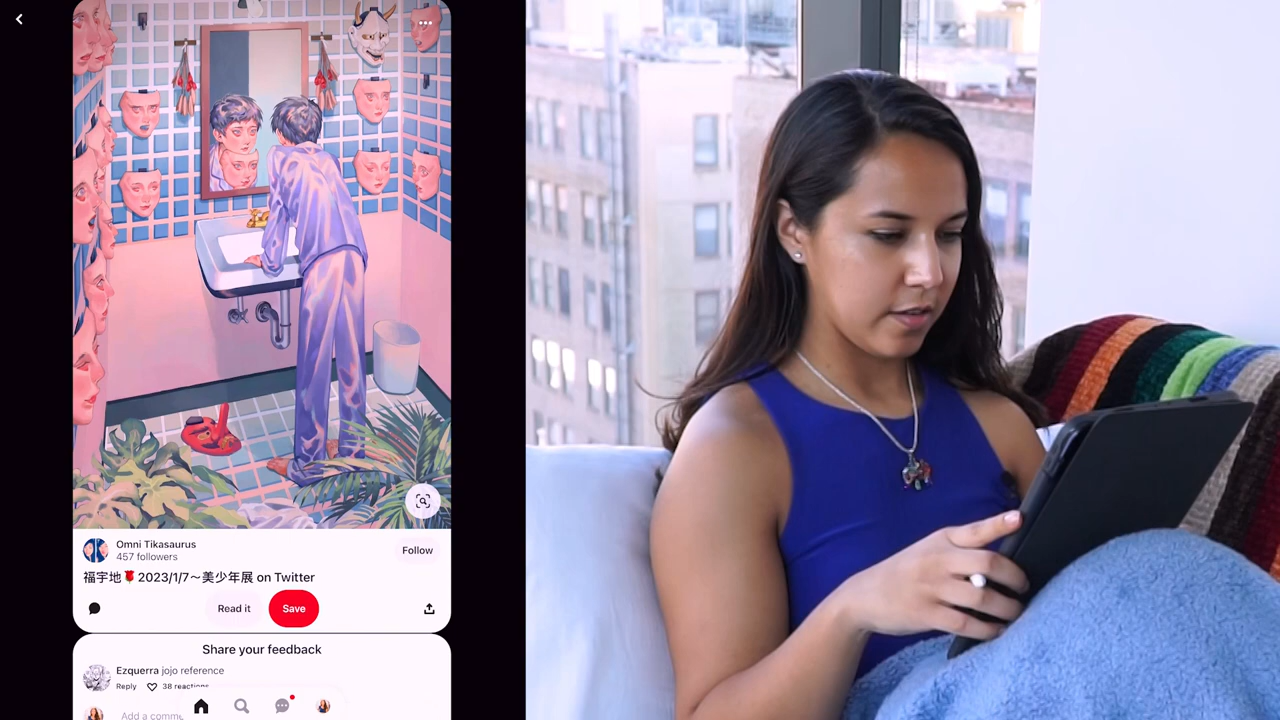 Omni Tikasaurus
457 followers
Follow
福宇地🌹2023/1/7～美少年展 on Twitter
Read it
Save
Share your feedback
Ezquerra jojo reference
Reply
38 reactions
Add a comme